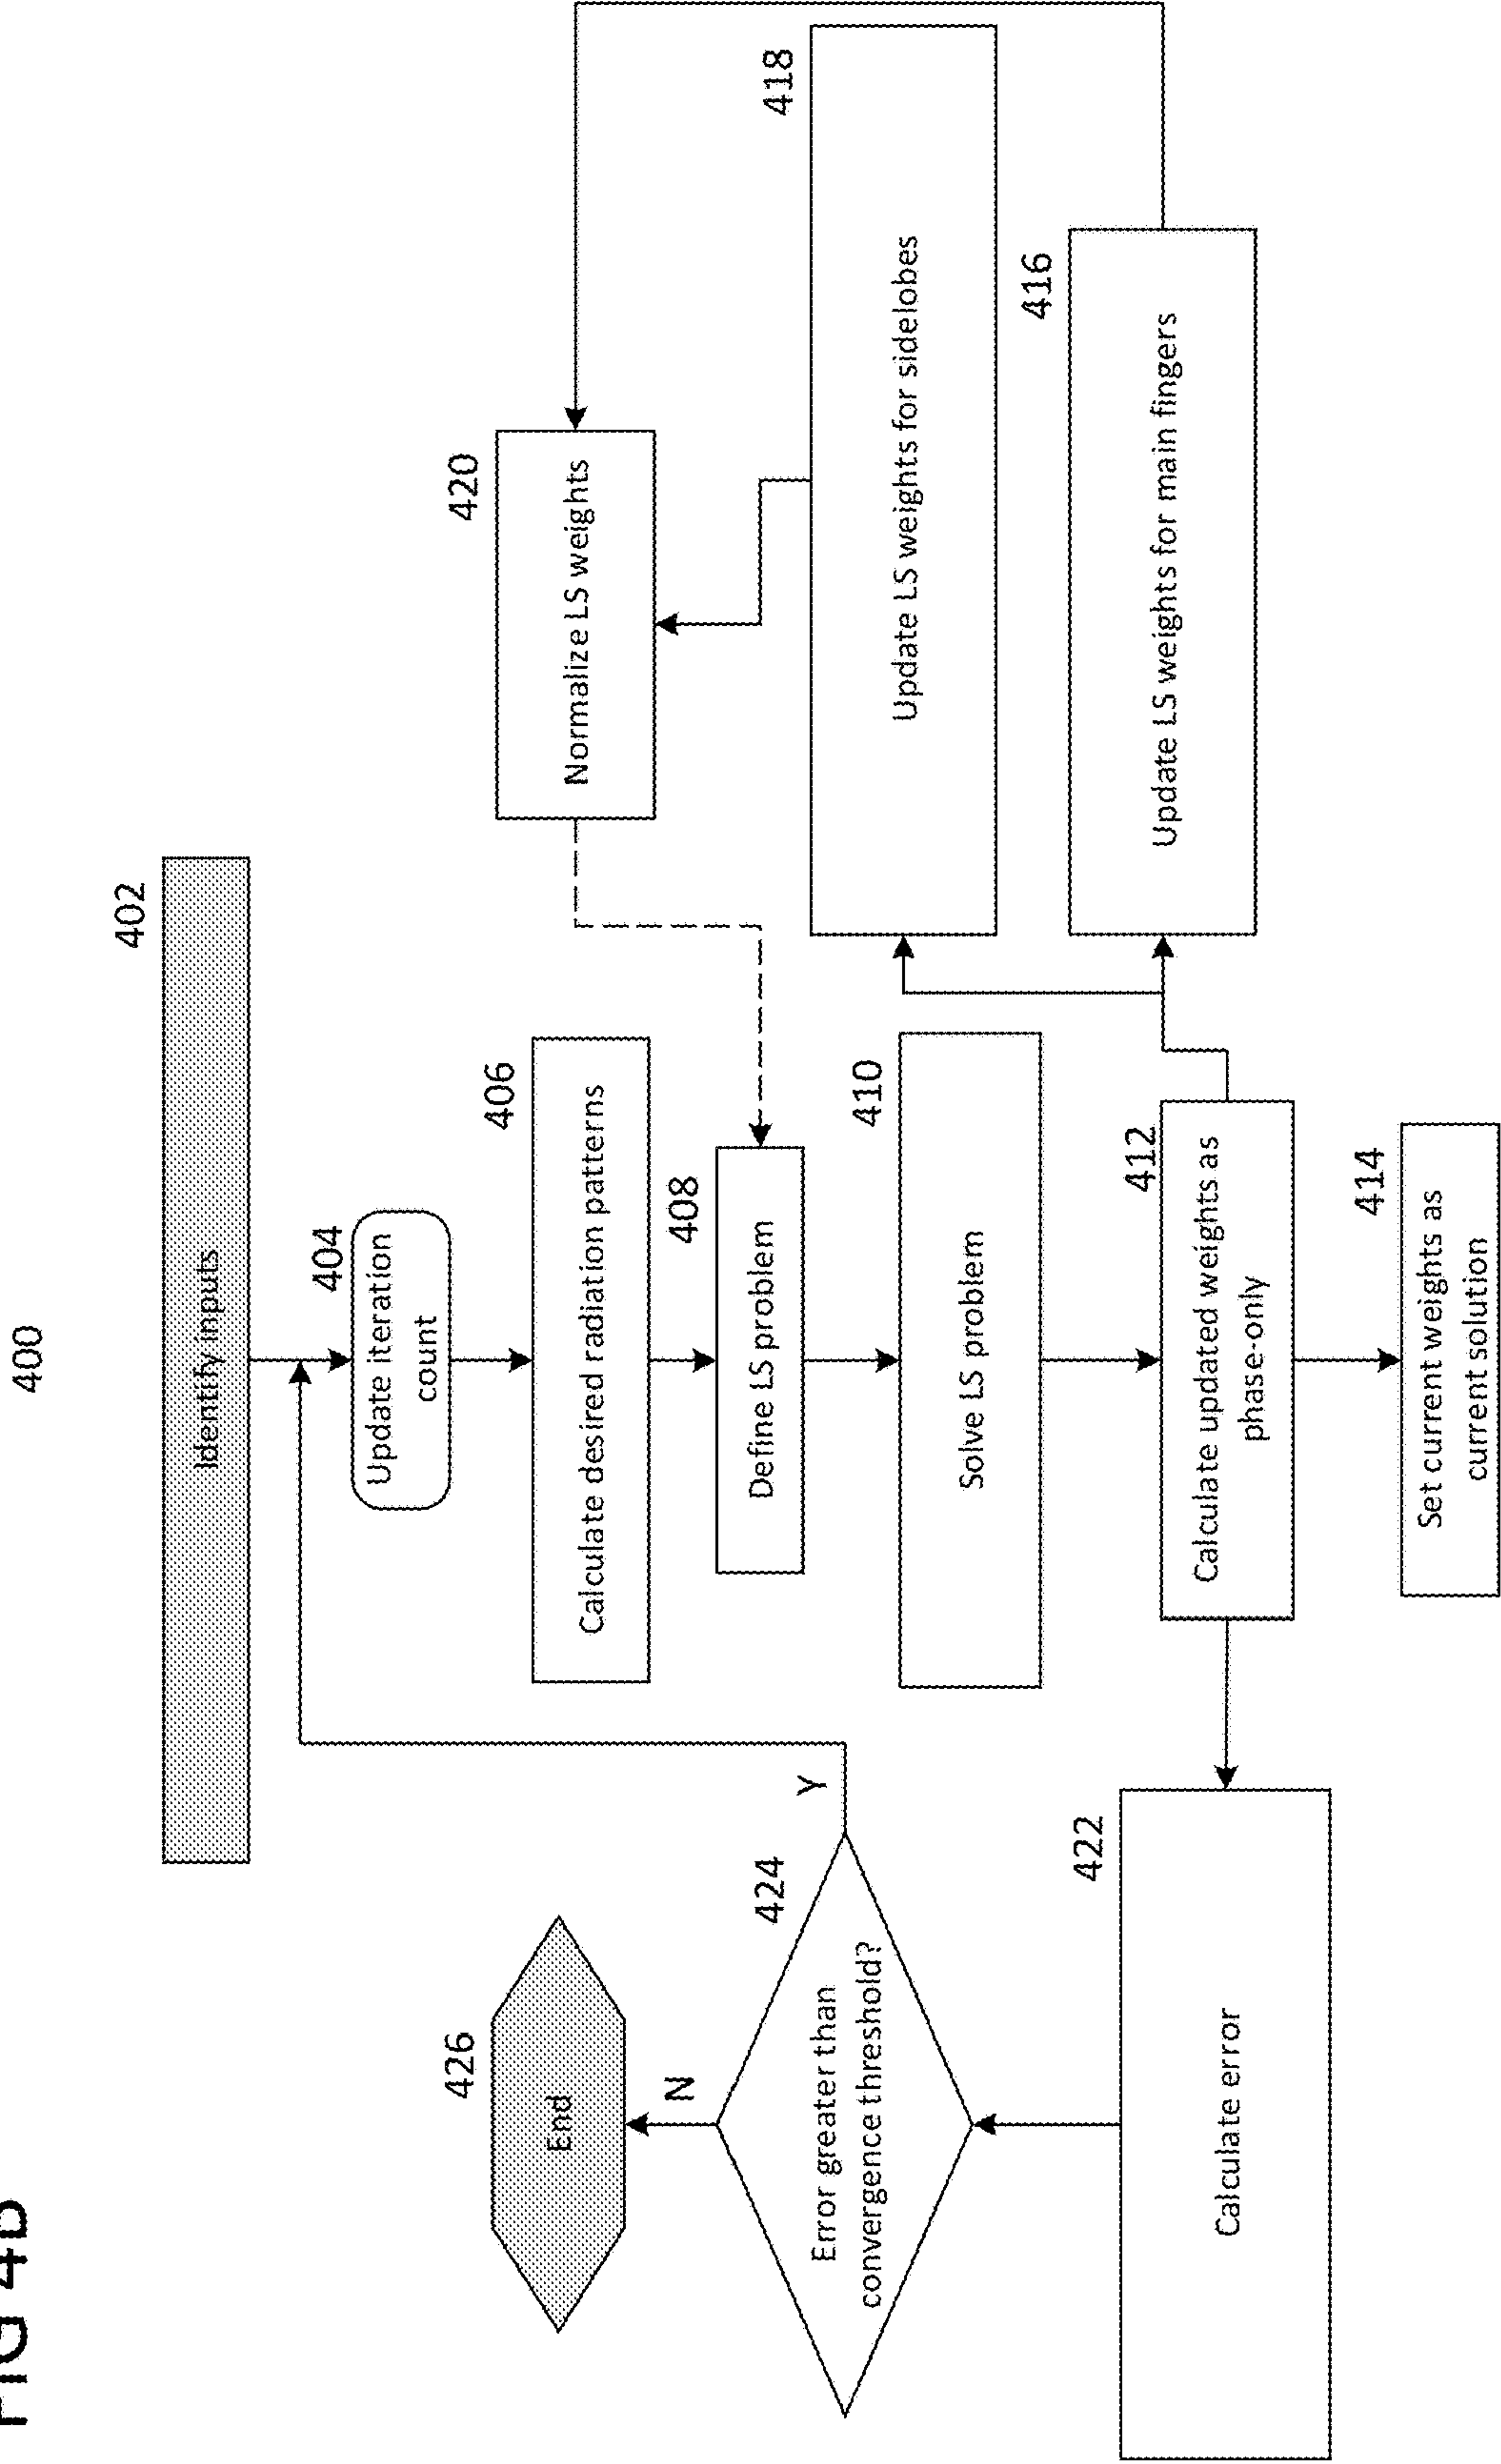 FIG 4B
400
402
Identify inputs
404
Update iteration
count
406
Calculate desired radiation patterns
408
Define LS problem
410
Solve LS problem
412
Calculate updated weights as
phase-only
414
Set current weights as
current solution
416
Update LS weights for main fingers
418
Update LS weights for sidelobes
420
Normalize LS weights
422
Calculate error
424
Error greater than
convergence threshold?
Y
N
426
End